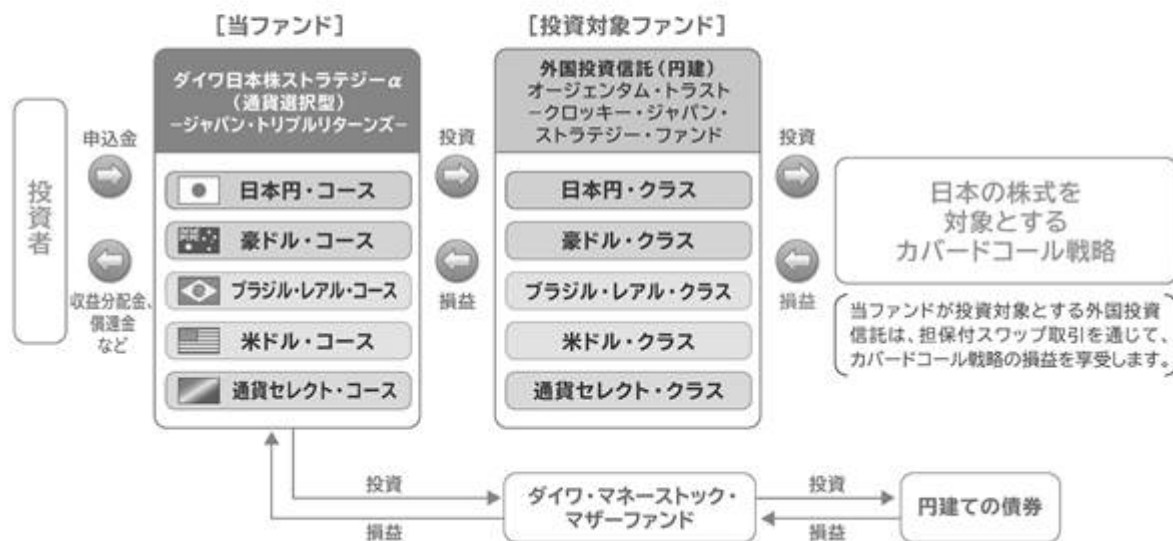 [当ファンド]
[投資対象ファンド]
投資者
申込金
収益分配金、
償還金
など
ダイワ日本株ストラテジーα
(通貨選択型)
-ジャパン・トリプルリターンズ-
日本円・コース
豪ドル・コース
ブラジル・レアル・コース
米ドル・コース
通貨セレクト・コース
投資
損益
外国投資信託(円建)
オージェンタム・トラスト
-クロッキー・ジャパン・
ストラテジー・ファンド
日本円・クラス
豪ドル・クラス
ブラジル・レアル・クラス
米ドル・クラス
通貨セレクト・クラス
投資
損益
日本の株式を
対象とする
カバードコール戦略
当ファンドが投資対象とする外国投資
信託は、担保付スワップ取引を通じて、
カバードコール戦略の損益を享受します。
投資
損益
ダイワ・マネーストック・
マザーファンド
投資
損益
円建ての債券